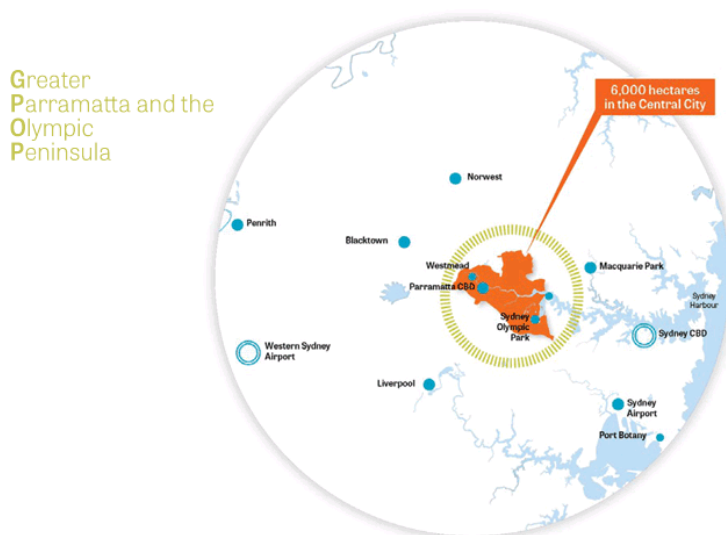 Greater
Parramatta and the
Olympic
Peninsula
6,000 hectares
in the Central City
Norwest
Penrith
Blacktown
Westmead
Macquarie Park
Parramatta CBD
Sydney
Harbour
Sydney
Olympic
Park
Sydney CBD
Western Sydney
Airport
Liverpool
Sydney
Airport
Port Botany